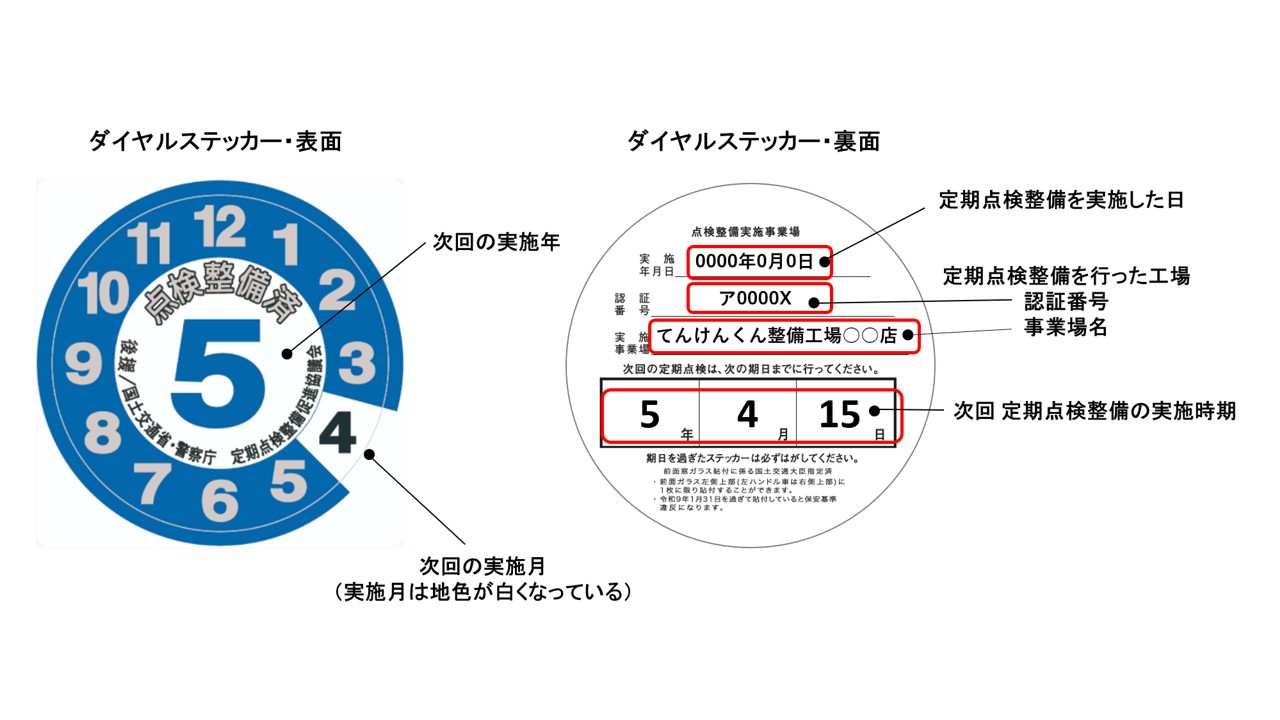 ダイヤルステッカー・表面
12
1
2
3
4
5
6
7
8
9
10
11
点検整備済
5
後援/国土交通省・警察庁 定期点検整備促進協議会
次回の実施年
次回の実施月
（実施月は地色が白くなっている）
ダイヤルステッカー・裏面
点検整備実施事業場
実施
年月日
0000年0月0日
認証
番号
ア0000X
実施
事業場
てんけんくん整備工場○○店
次回の定期点検は、次の期日までに行ってください。
5年 4月 15日
期日を過ぎたステッカーは必ずはがしてください。
前面窓ガラス貼付に係る国土交通大臣指定済
・前面ガラス左側上部(左ハンドル車は右側上部)に
1枚に限り貼付することができます。
・令和9年1月31日を過ぎて貼付していると保安基準
違反になります。
定期点検整備を実施した日
定期点検整備を行った工場
認証番号
事業場名
次回 定期点検整備の実施時期